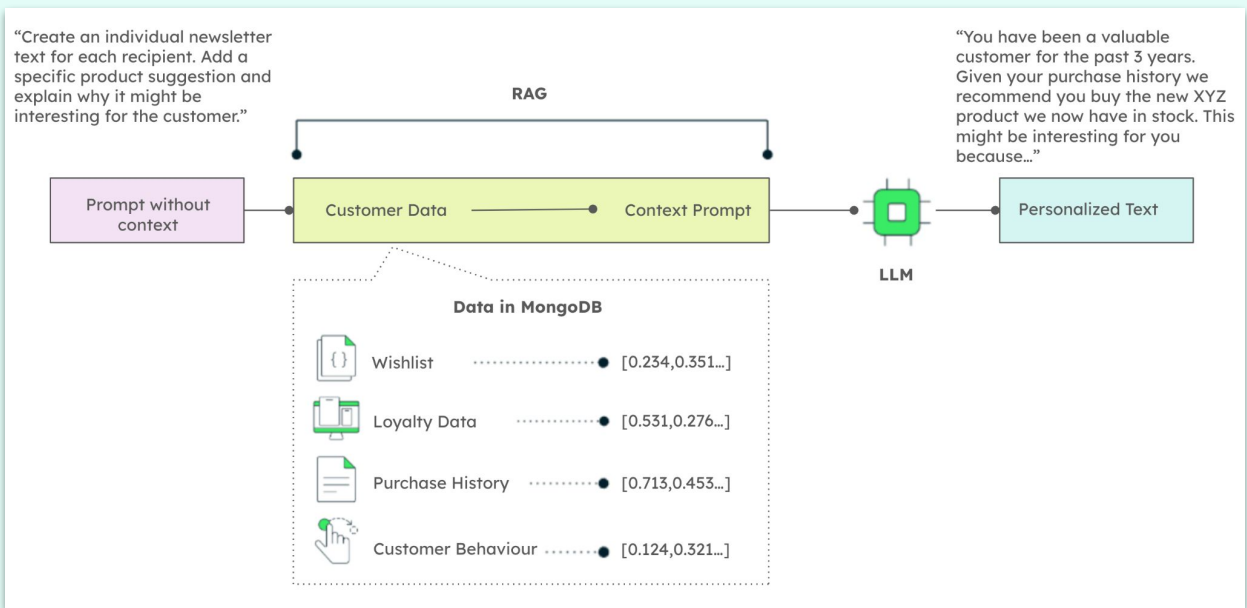 “Create an individual newsletter
text for each recipient. Add a
specific product suggestion and
explain why it might be
interesting for the customer.”
“You have been a valuable
customer for the past 3 years.
Given your purchase history we
recommend you buy the new XYZ
product we now have in stock. This
might be interesting for you
because...”
RAG
Prompt without
context
Customer Data
Context Prompt
LLM
Personalized Text
Data in MongoDB
{ }
Wishlist
[0.234,0.351...]
Loyalty Data
[0.531,0.276...]
Purchase History
[0.713,0.453...]
Customer Behaviour
[0.124,0.321...]